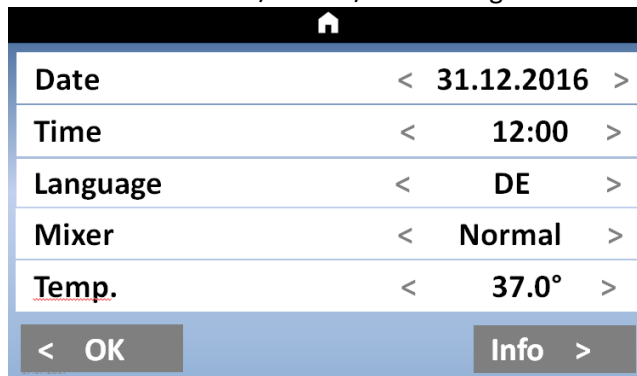 Date < 31.12.2016 >
Time < 12:00 >
Language < DE >
Mixer < Normal >
Temp. < 37.0° >
< OK Info >